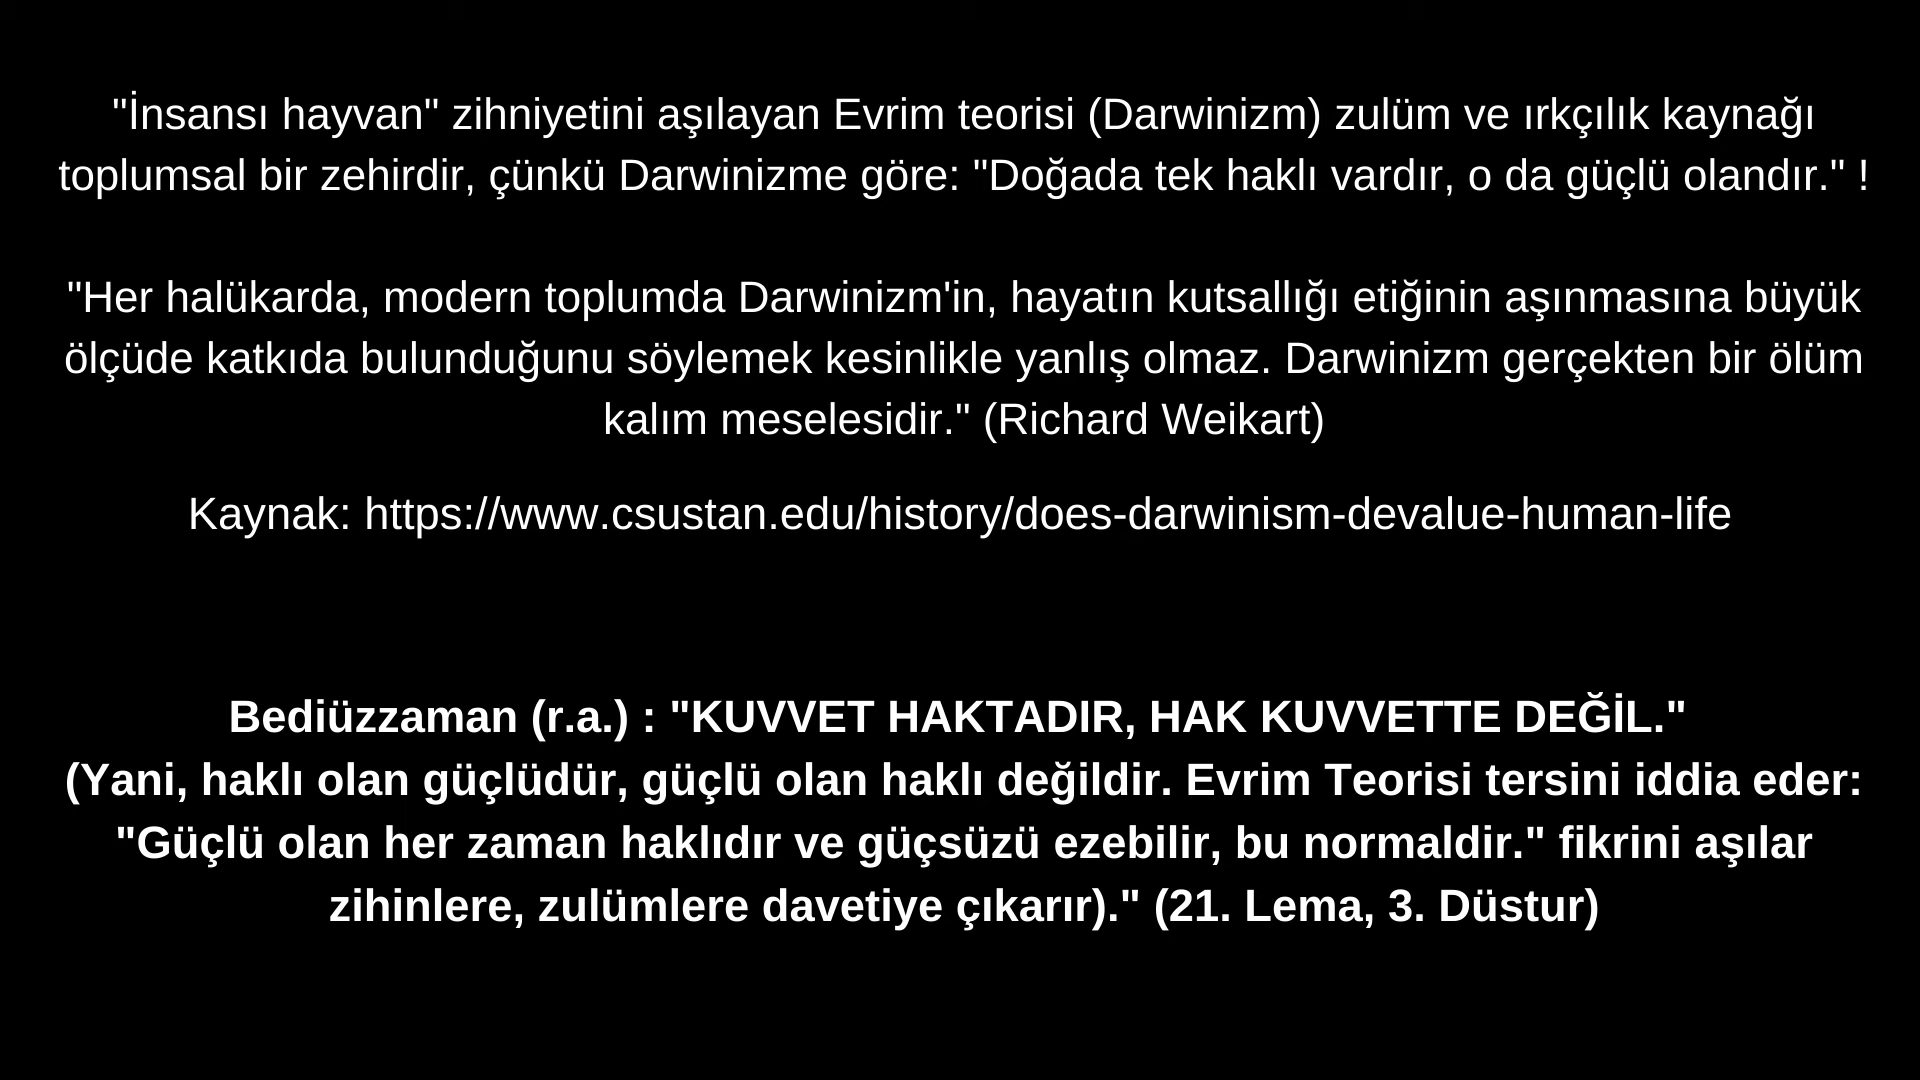 "İnsansı hayvan" zihniyetini aşılayan Evrim teorisi (Darwinizm) zulüm ve ırkçılık kaynağı
toplumsal bir zehirdir, çünkü Darwinizme göre: "Doğada tek haklı vardır, o da güçlü olandır." !
"Her halükarda, modern toplumda Darwinizm'in, hayatın kutsallığı etiğinin aşınmasına büyük
ölçüde katkıda bulunduğunu söylemek kesinlikle yanlış olmaz. Darwinizm gerçekten bir ölüm
kalım meselesidir." (Richard Weikart)
Kaynak: https://www.csustan.edu/history/does-darwinism-devalue-human-life
Bediüzzaman (r.a.) : "KUVVET HAKTADIR, HAK KUVVETTE DEĞİL."
(Yani, haklı olan güçlüdür, güçlü olan haklı değildir. Evrim Teorisi tersini iddia eder:
"Güçlü olan her zaman haklıdır ve güçsüzü ezebilir, bu normaldir." fikrini aşılar
zihinlere, zulümlere davetiye çıkarır)." (21. Lema, 3. Düstur)